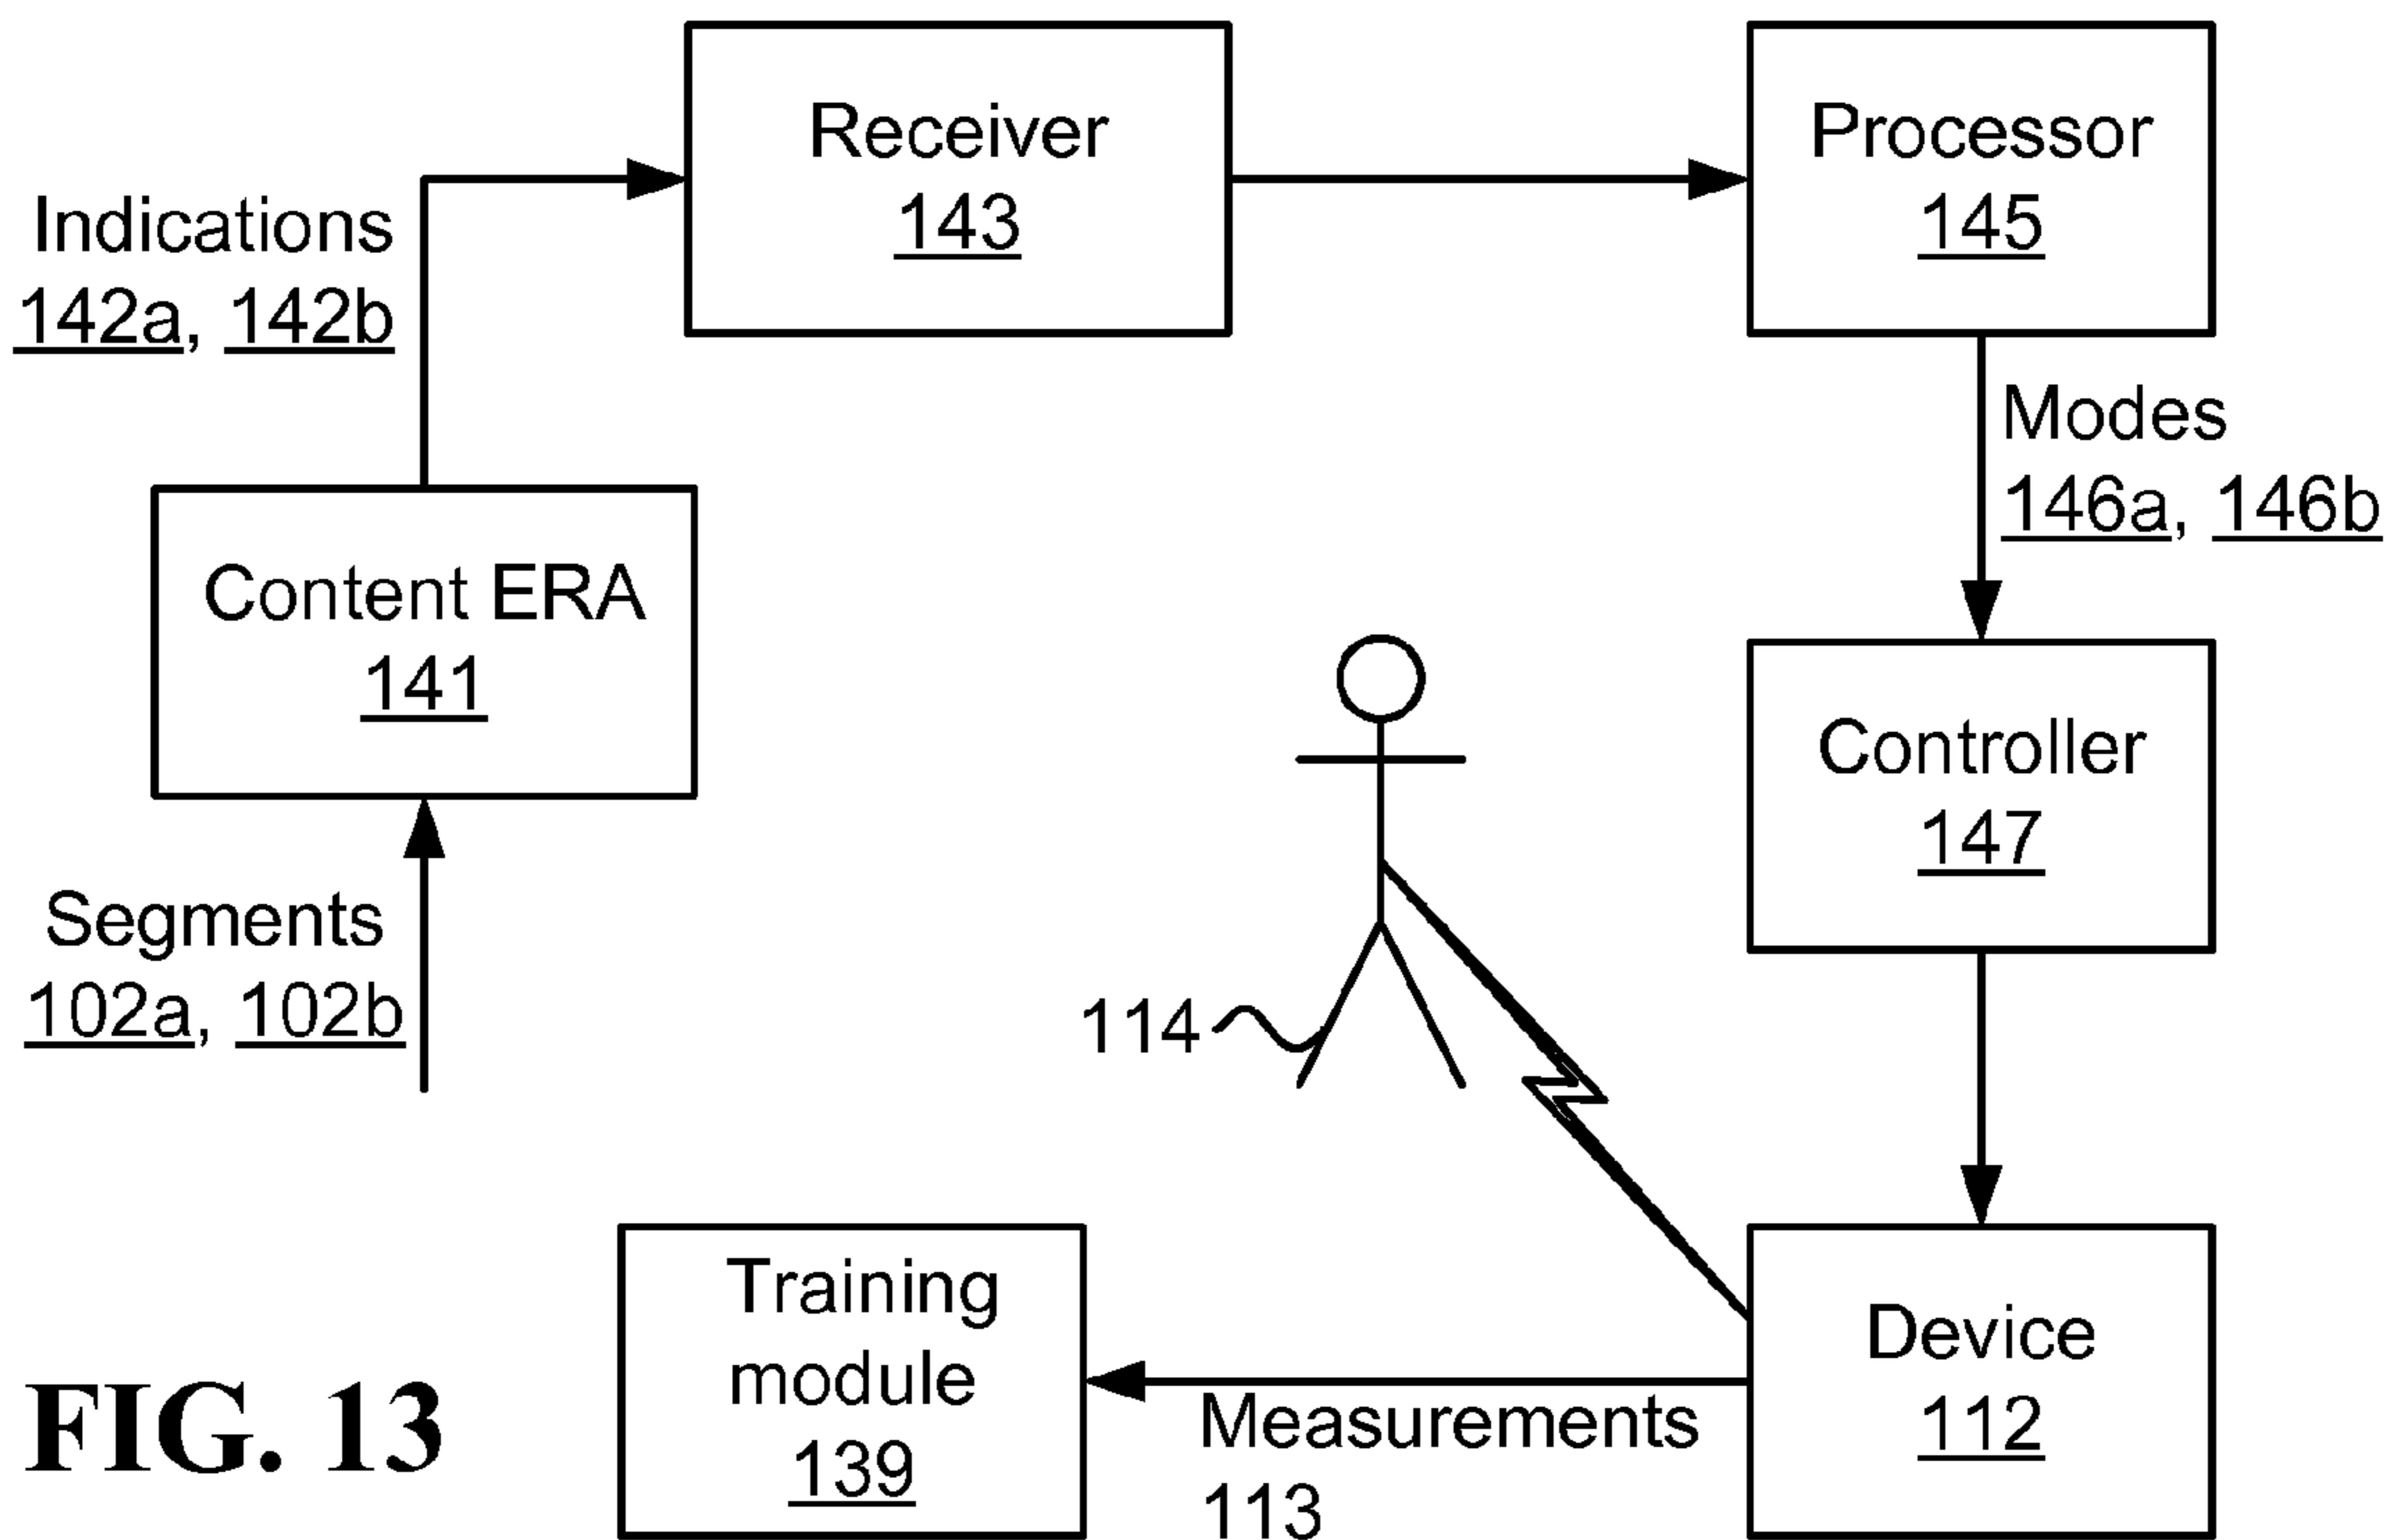 Receiver
143
Processor
145
Indications
142a, 142b
Modes
146a, 146b
Content ERA
141
Controller
147
Segments
102a, 102b
114
Training
module
139
Measurements
113
Device
112
FIG. 13